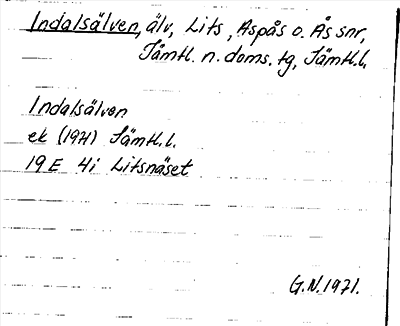 Indalsälven, älv, Lits, Aspås o. Ås snr,
Jämtl. n. doms. tg, Jämtl.l.
Indalsälven
ek (1971) Jämtl.l.
19 E 4i Litsnäset
G.N. 1971.